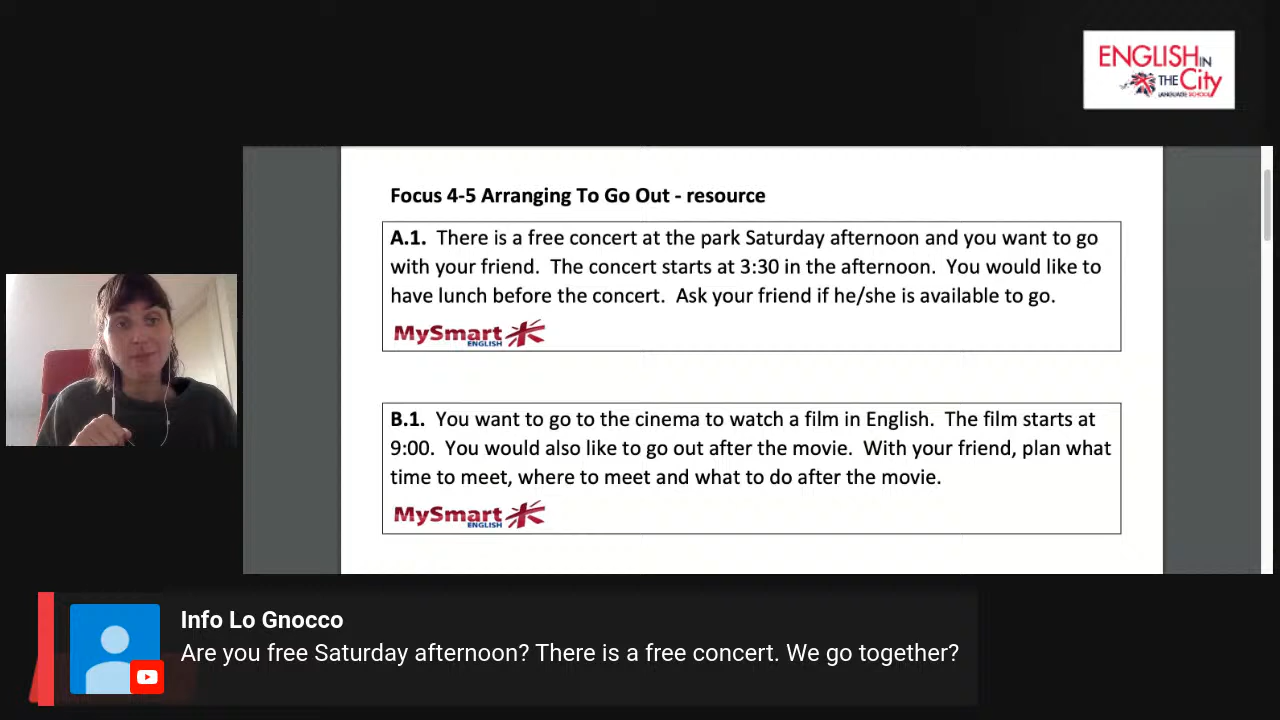 ENGLISH IN
THE City
LANGUAGE SCHOOL
Focus 4-5 Arranging To Go Out - resource
A.1. There is a free concert at the park Saturday afternoon and you want to go
with your friend. The concert starts at 3:30 in the afternoon. You would like to
have lunch before the concert. Ask your friend if he/she is available to go.
MySmart
ENGLISH
B.1. You want to go to the cinema to watch a film in English. The film starts at
9:00. You would also like to go out after the movie. With your friend, plan what
time to meet, where to meet and what to do after the movie.
MySmart
ENGLISH
Info Lo Gnocco
Are you free Saturday afternoon? There is a free concert. We go together?